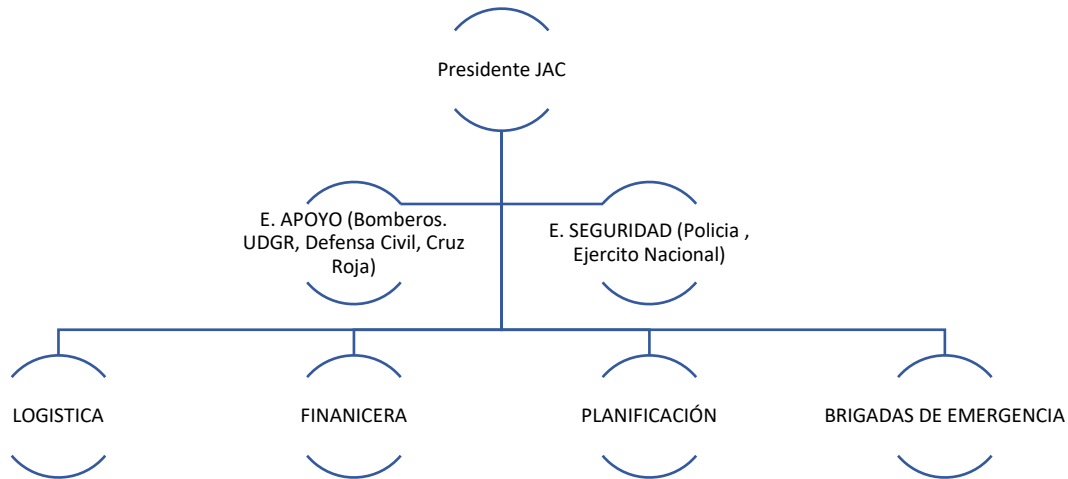 Presidente JAC
E. APOYO (Bomberos.
UDGR, Defensa Civil, Cruz
Roja)
E. SEGURIDAD (Policia ,
Ejercito Nacional)
LOGISTICA
FINANICERA
PLANIFICACIÓN
BRIGADAS DE EMERGENCIA